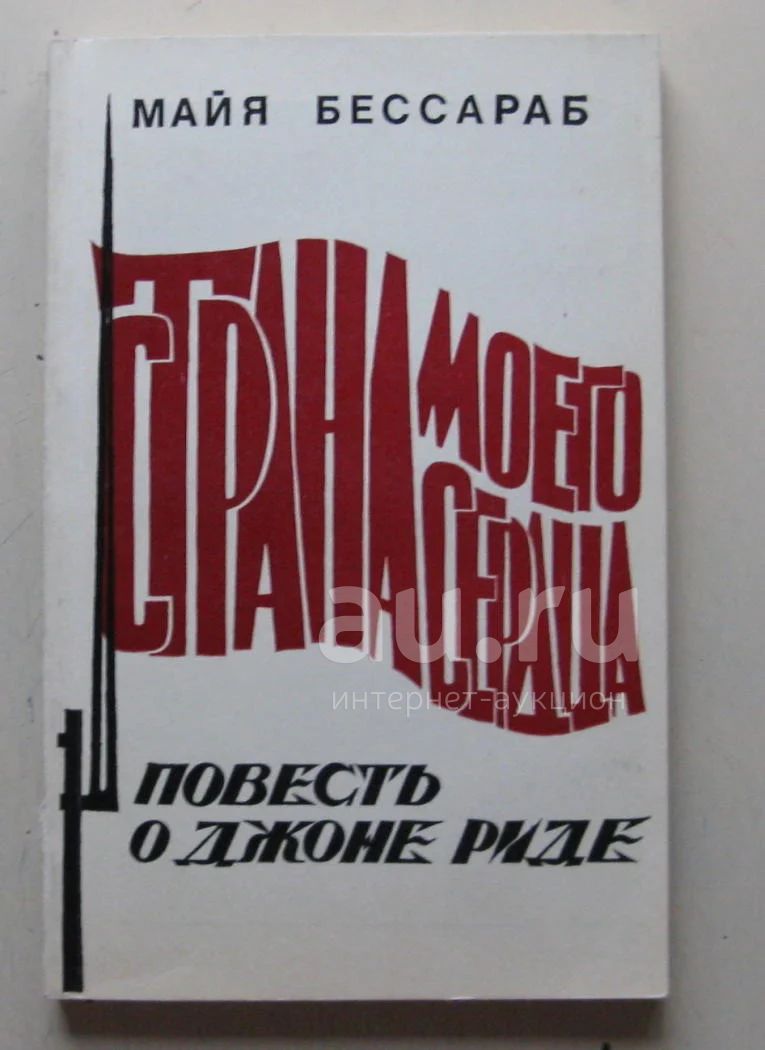 МАЙЯ БЕССАРАБ
СТРАНА МОЕГО
СЕРДЦА
au.ru
интернет-аукцион
ПОВЕСТЬ
О ДЖОНЕ РИДЕ